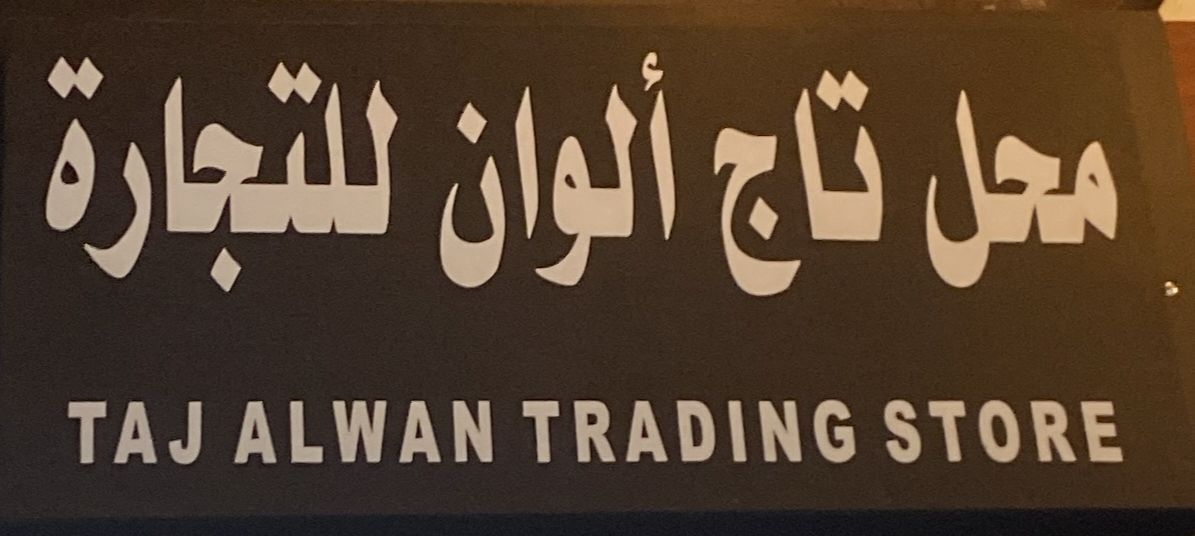 محل تاج ألوان للتجارة
TAJ ALWAN TRADING STORE